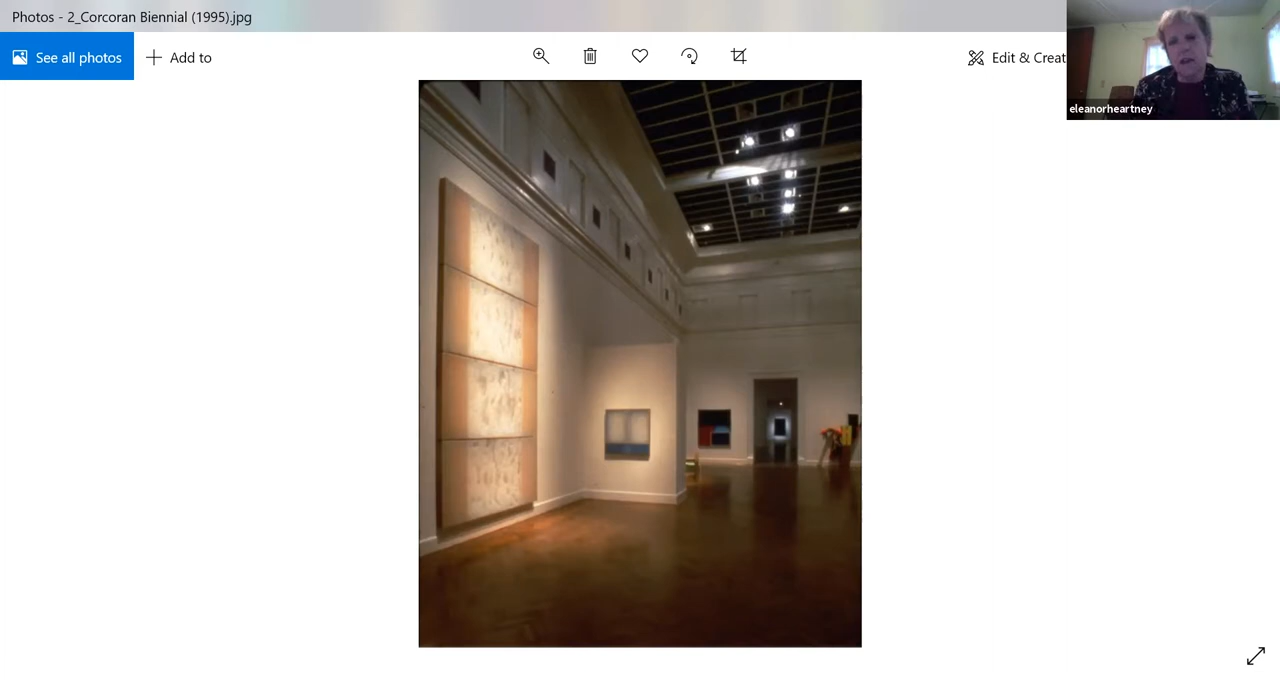 Photos - 2_Corcoran Biennial (1995).jpg
See all photos
Add to
Edit & Creat
eleanorheartney